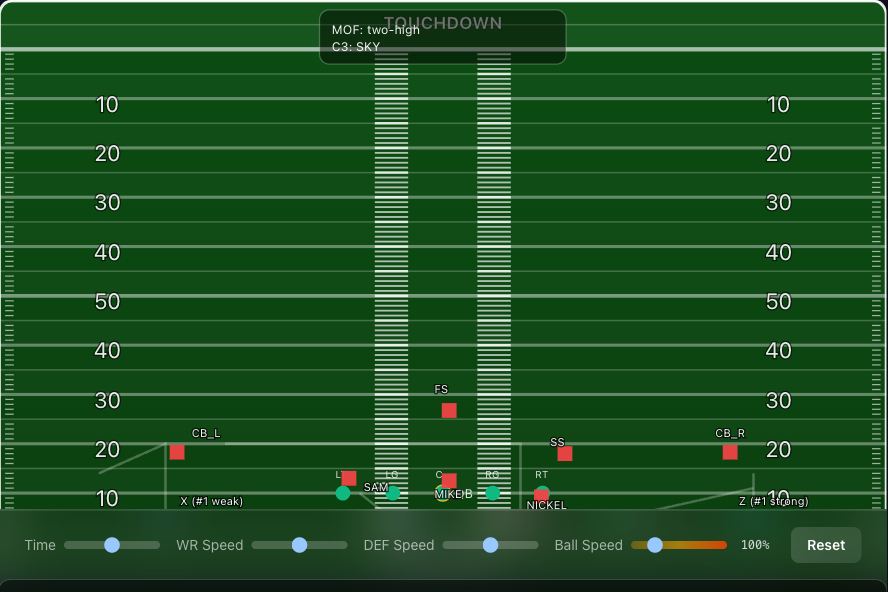 TOUCHDOWN
MOF: two-high
C3: SKY
10 10
20 20
30 30
40 40
50 50
40 40
30 30
FS
CB_L CB_R
20 SS 20
LG C RG RT
SAM
10 MIKE 10
X (#1 weak) NICKEL Z (#1 strong)
Time WR Speed DEF Speed Ball Speed 100% Reset